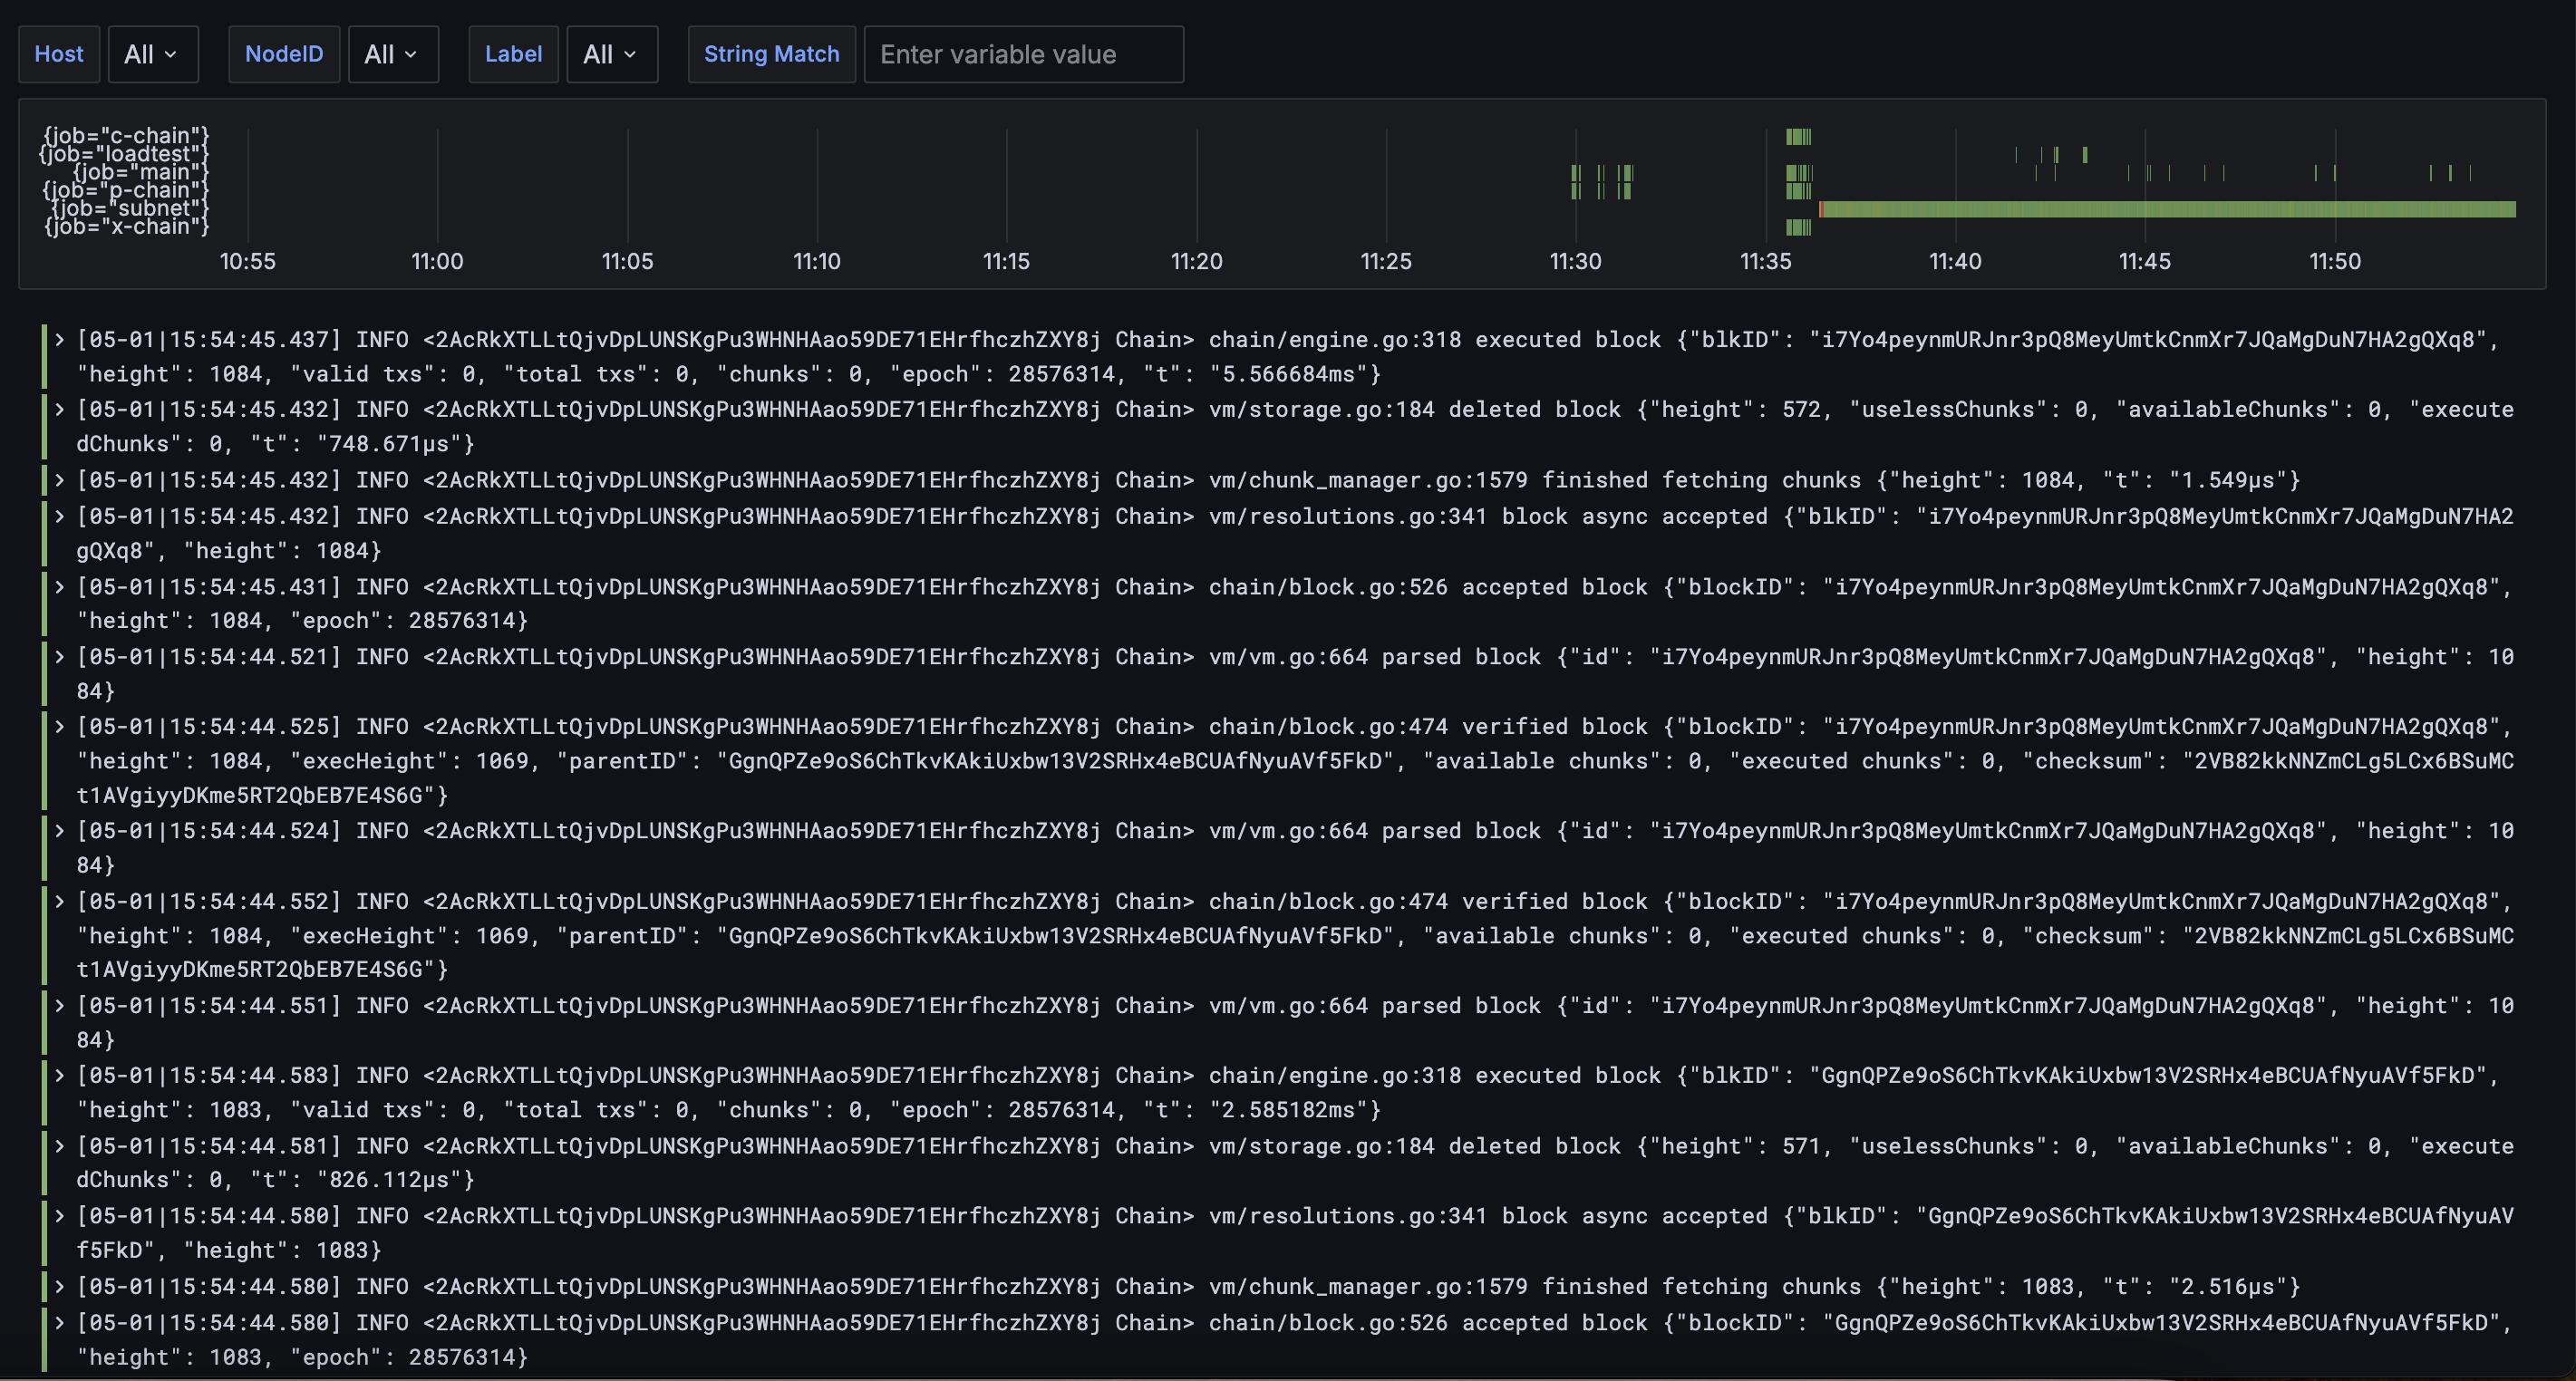 Host All NodeID All Label All String Match Enter variable value
{job="c-chain"}
{job="loadtest"}
{job="main"}
{job="p-chain"}
{job="subnet"}
{job="x-chain"}
10:55 11:00 11:05 11:10 11:15 11:20 11:25 11:30 11:35 11:40 11:45 11:50
[05-01|15:54:45.437] INFO <2AcRkXTLLtQjvDpLUNSKgPu3WHNHAao59DE71EHrfhczhZXY8j Chain> chain/engine.go:318 executed block {"blkID": "i7Yo4peynmURJnr3pQ8MeyUmtkCnmXr7JQaMgDuN7HA2gQXq8",
"height": 1084, "valid txs": 0, "total txs": 0, "chunks": 0, "epoch": 28576314, "t": "5.566684ms"}
[05-01|15:54:45.432] INFO <2AcRkXTLLtQjvDpLUNSKgPu3WHNHAao59DE71EHrfhczhZXY8j Chain> vm/storage.go:184 deleted block {"height": 572, "uselessChunks": 0, "availableChunks": 0, "execute
dChunks": 0, "t": "748.671µs"}
[05-01|15:54:45.432] INFO <2AcRkXTLLtQjvDpLUNSKgPu3WHNHAao59DE71EHrfhczhZXY8j Chain> vm/chunk_manager.go:1579 finished fetching chunks {"height": 1084, "t": "1.549µs"}
[05-01|15:54:45.432] INFO <2AcRkXTLLtQjvDpLUNSKgPu3WHNHAao59DE71EHrfhczhZXY8j Chain> vm/resolutions.go:341 block async accepted {"blkID": "i7Yo4peynmURJnr3pQ8MeyUmtkCnmXr7JQaMgDuN7HA2
gQXq8", "height": 1084}
[05-01|15:54:45.431] INFO <2AcRkXTLLtQjvDpLUNSKgPu3WHNHAao59DE71EHrfhczhZXY8j Chain> chain/block.go:526 accepted block {"blockID": "i7Yo4peynmURJnr3pQ8MeyUmtkCnmXr7JQaMgDuN7HA2gQXq8",
"height": 1084, "epoch": 28576314}
[05-01|15:54:44.521] INFO <2AcRkXTLLtQjvDpLUNSKgPu3WHNHAao59DE71EHrfhczhZXY8j Chain> vm/vm.go:664 parsed block {"id": "i7Yo4peynmURJnr3pQ8MeyUmtkCnmXr7JQaMgDuN7HA2gQXq8", "height": 10
84}
[05-01|15:54:44.525] INFO <2AcRkXTLLtQjvDpLUNSKgPu3WHNHAao59DE71EHrfhczhZXY8j Chain> chain/block.go:474 verified block {"blockID": "i7Yo4peynmURJnr3pQ8MeyUmtkCnmXr7JQaMgDuN7HA2gQXq8",
"height": 1084, "execHeight": 1069, "parentID": "GgnQPZe9oS6ChTkvKAkiUxbw13V2SRHx4eBCUAfNyuAVf5FkD", "available chunks": 0, "executed chunks": 0, "checksum": "2VB82kkNNZmCLg5LCx6BSuMC
t1AVgiyyDKme5RT2QbEB7E4S6G"}
[05-01|15:54:44.524] INFO <2AcRkXTLLtQjvDpLUNSKgPu3WHNHAao59DE71EHrfhczhZXY8j Chain> vm/vm.go:664 parsed block {"id": "i7Yo4peynmURJnr3pQ8MeyUmtkCnmXr7JQaMgDuN7HA2gQXq8", "height": 10
84}
[05-01|15:54:44.552] INFO <2AcRkXTLLtQjvDpLUNSKgPu3WHNHAao59DE71EHrfhczhZXY8j Chain> chain/block.go:474 verified block {"blockID": "i7Yo4peynmURJnr3pQ8MeyUmtkCnmXr7JQaMgDuN7HA2gQXq8",
"height": 1084, "execHeight": 1069, "parentID": "GgnQPZe9oS6ChTkvKAkiUxbw13V2SRHx4eBCUAfNyuAVf5FkD", "available chunks": 0, "executed chunks": 0, "checksum": "2VB82kkNNZmCLg5LCx6BSuMC
t1AVgiyyDKme5RT2QbEB7E4S6G"}
[05-01|15:54:44.551] INFO <2AcRkXTLLtQjvDpLUNSKgPu3WHNHAao59DE71EHrfhczhZXY8j Chain> vm/vm.go:664 parsed block {"id": "i7Yo4peynmURJnr3pQ8MeyUmtkCnmXr7JQaMgDuN7HA2gQXq8", "height": 10
84}
[05-01|15:54:44.583] INFO <2AcRkXTLLtQjvDpLUNSKgPu3WHNHAao59DE71EHrfhczhZXY8j Chain> chain/engine.go:318 executed block {"blkID": "GgnQPZe9oS6ChTkvKAkiUxbw13V2SRHx4eBCUAfNyuAVf5FkD",
"height": 1083, "valid txs": 0, "total txs": 0, "chunks": 0, "epoch": 28576314, "t": "2.585182ms"}
[05-01|15:54:44.581] INFO <2AcRkXTLLtQjvDpLUNSKgPu3WHNHAao59DE71EHrfhczhZXY8j Chain> vm/storage.go:184 deleted block {"height": 571, "uselessChunks": 0, "availableChunks": 0, "execute
dChunks": 0, "t": "826.112µs"}
[05-01|15:54:44.580] INFO <2AcRkXTLLtQjvDpLUNSKgPu3WHNHAao59DE71EHrfhczhZXY8j Chain> vm/resolutions.go:341 block async accepted {"blkID": "GgnQPZe9oS6ChTkvKAkiUxbw13V2SRHx4eBCUAfNyuAV
f5FkD", "height": 1083}
[05-01|15:54:44.580] INFO <2AcRkXTLLtQjvDpLUNSKgPu3WHNHAao59DE71EHrfhczhZXY8j Chain> vm/chunk_manager.go:1579 finished fetching chunks {"height": 1083, "t": "2.516µs"}
[05-01|15:54:44.580] INFO <2AcRkXTLLtQjvDpLUNSKgPu3WHNHAao59DE71EHrfhczhZXY8j Chain> chain/block.go:526 accepted block {"blockID": "GgnQPZe9oS6ChTkvKAkiUxbw13V2SRHx4eBCUAfNyuAVf5FkD",
"height": 1083, "epoch": 28576314}